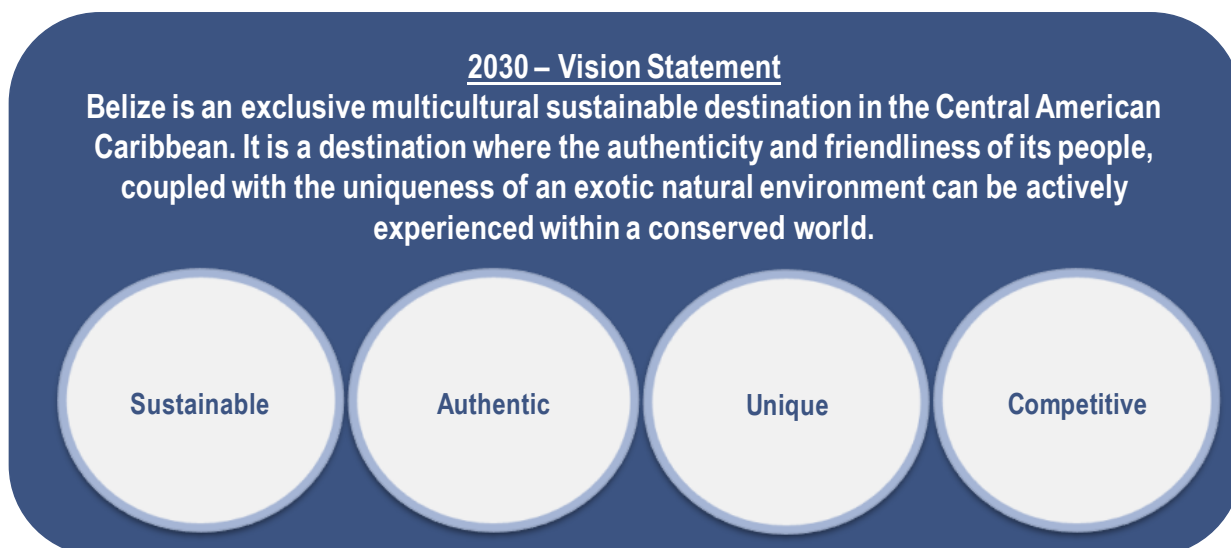 2030 – Vision Statement
Belize is an exclusive multicultural sustainable destination in the Central American
Caribbean. It is a destination where the authenticity and friendliness of its people,
coupled with the uniqueness of an exotic natural environment can be actively
experienced within a conserved world.
Sustainable
Authentic
Unique
Competitive